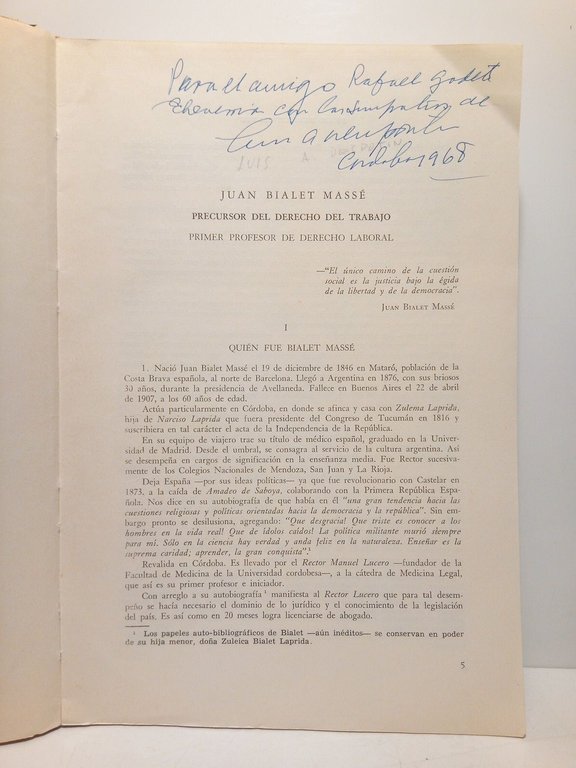 Para el amigo Rafael
Echeverría con las simpatías de
Córdoba 1968
LUIS A.
JUAN BIALET MASSÉ
PRECURSOR DEL DERECHO DEL TRABAJO
PRIMER PROFESOR DE DERECHO LABORAL
—"El único camino de la cuestión
social es la justicia bajo la égida
de la libertad y de la democracia".
JUAN BIALET MASSÉ
I
QUIÉN FUE BIALET MASSÉ
1. Nació Juan Bialet Massé el 19 de diciembre de 1846 en Mataró, población de la
Costa Brava española, al norte de Barcelona. Llegó a Argentina en 1876, con sus briosos
30 años, durante la presidencia de Avellaneda. Fallece en Buenos Aires el 22 de abril
de 1907, a los 60 años de edad.
Actúa particularmente en Córdoba, en donde se afinca y casa con Zulema Laprida,
hija de Narciso Laprida que fuera presidente del Congreso de Tucumán en 1816 y
suscribiera en tal carácter el acta de la Independencia de la República.
En su equipo de viajero trae su título de médico español, graduado en la Univer-
sidad de Madrid. Desde el umbral, se consagra al servicio de la cultura argentina. Así
se desempeña en cargos de significación en la enseñanza media. Fue Rector sucesiva-
mente de los Colegios Nacionales de Mendoza, San Juan y La Rioja.
Deja España —por sus ideas políticas— ya que fue revolucionario con Castelar en
1873, a la caída de Amadeo de Saboya, colaborando con la Primera República Espa-
ñola. Nos dice en su autobiografía de que había en él "una gran tendencia hacia las
cuestiones religiosas y políticas orientadas hacia la democracia y la república". Sin em-
bargo pronto se desilusiona, agregando: "Que desgracia! Que triste es conocer a los
hombres en la vida real! Que de ídolos caídos! La política militante murió siempre
para mí. Sólo en la ciencia hay verdad y anda feliz en la naturaleza. Enseñar es la
suprema caridad; aprender, la gran conquista".¹
Revalida en Córdoba. Es llevado por el Rector Manuel Lucero —fundador de la
Facultad de Medicina de la Universidad cordobesa—, a la cátedra de Medicina Legal,
que así es su primer profesor e iniciador.
Con arreglo a su autobiografía ¹ manifiesta al Rector Lucero que para tal desem-
peño se hacía necesario el dominio de lo jurídico y el conocimiento de la legislación
del país. Es así como en 20 meses logra licenciarse de abogado.
¹ Los papeles auto-bibliográficos de Bialet —aún inéditos— se conservan en poder
de su hija menor, doña Zuleica Bialet Laprida.
5